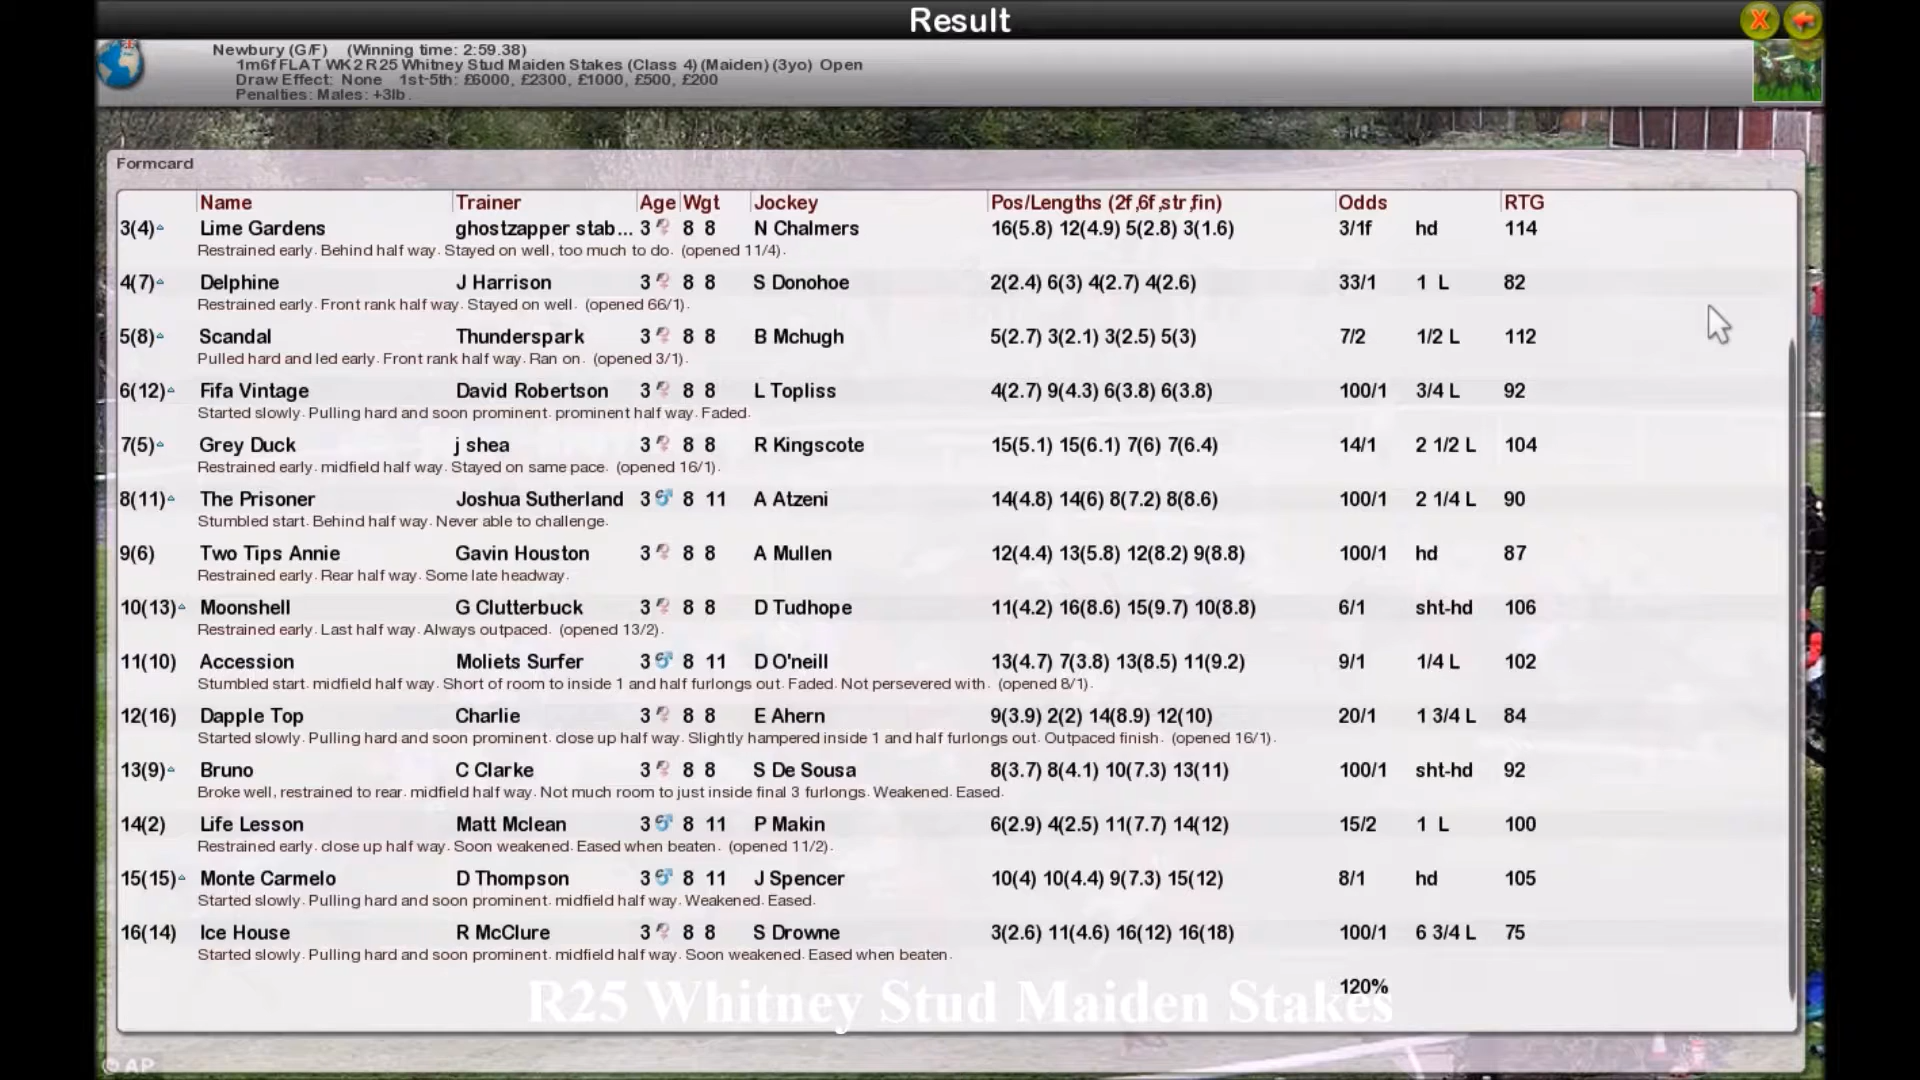 Result
Newbury (G/F) (Winning time: 2:59.38)
1m6f FLAT WK2 R25 Whitney Stud Maiden Stakes (Class 4) (Maiden) (3yo) Open
Draw Effect: None 1st-5th: £6000, £2300, £1000, £500, £200
Penalties: Males: +3lb.
Formcard
Name Trainer Age Wgt Jockey Pos/Lengths (2f,6f,str,fin) Odds RTG
3(4) Lime Gardens ghostzapper stab... 3 8 8 N Chalmers 16(5.8) 12(4.9) 5(2.8) 3(1.6) 3/1f hd 114
Restrained early. Behind half way. Stayed on well, too much to do. (opened 11/4).
4(7) Delphine J Harrison 3 8 8 S Donohoe 2(2.4) 6(3) 4(2.7) 4(2.6) 33/1 1 L 82
Restrained early. Front rank half way. Stayed on well. (opened 66/1).
5(8) Scandal Thunderspark 3 8 8 B Mchugh 5(2.7) 3(2.1) 3(2.5) 5(3) 7/2 1/2 L 112
Pulled hard and led early. Front rank half way. Ran on. (opened 3/1).
6(12) Fifa Vintage David Robertson 3 8 8 L Topliss 4(2.7) 9(4.3) 6(3.8) 6(3.8) 100/1 3/4 L 92
Started slowly. Pulling hard and soon prominent. prominent half way. Faded.
7(5) Grey Duck j shea 3 8 8 R Kingscote 15(5.1) 15(6.1) 7(6) 7(6.4) 14/1 2 1/2 L 104
Restrained early. midfield half way. Stayed on same pace. (opened 16/1).
8(11) The Prisoner Joshua Sutherland 3 8 11 A Atzeni 14(4.8) 14(6) 8(7.2) 8(8.6) 100/1 2 1/4 L 90
Stumbled start. Behind half way. Never able to challenge.
9(6) Two Tips Annie Gavin Houston 3 8 8 A Mullen 12(4.4) 13(5.8) 12(8.2) 9(8.8) 100/1 hd 87
Restrained early. Rear half way. Some late headway.
10(13) Moonshell G Clutterbuck 3 8 8 D Tudhope 11(4.2) 16(8.6) 15(9.7) 10(8.8) 6/1 sht-hd 106
Restrained early. Last half way. Always outpaced. (opened 13/2).
11(10) Accession Moliets Surfer 3 8 11 D O'neill 13(4.7) 7(3.8) 13(8.5) 11(9.2) 9/1 1/4 L 102
Stumbled start. midfield half way. Short of room to inside 1 and half furlongs out. Faded. Not persevered with. (opened 8/1).
12(16) Dapple Top Charlie 3 8 8 E Ahern 9(3.9) 2(2) 14(8.9) 12(10) 20/1 1 3/4 L 84
Started slowly. Pulling hard and soon prominent. close up half way. Slightly hampered inside 1 and half furlongs out. Outpaced finish. (opened 16/1).
13(9) Bruno C Clarke 3 8 8 S De Sousa 8(3.7) 8(4.1) 10(7.3) 13(11) 100/1 sht-hd 92
Broke well, restrained to rear. midfield half way. Not much room to just inside final 3 furlongs. Weakened. Eased.
14(2) Life Lesson Matt Mclean 3 8 11 P Makin 6(2.9) 4(2.5) 11(7.7) 14(12) 15/2 1 L 100
Restrained early. close up half way. Soon weakened. Eased when beaten. (opened 11/2).
15(15) Monte Carmelo D Thompson 3 8 11 J Spencer 10(4) 10(4.4) 9(7.3) 15(12) 8/1 hd 105
Started slowly. Pulling hard and soon prominent. midfield half way. Weakened. Eased.
16(14) Ice House R McClure 3 8 8 S Drowne 3(2.6) 11(4.6) 16(12) 16(18) 100/1 6 3/4 L 75
Started slowly. Pulling hard and soon prominent. midfield half way. Soon weakened. Eased when beaten.
120%
R25 Whitney Stud Maiden Stakes
© AP